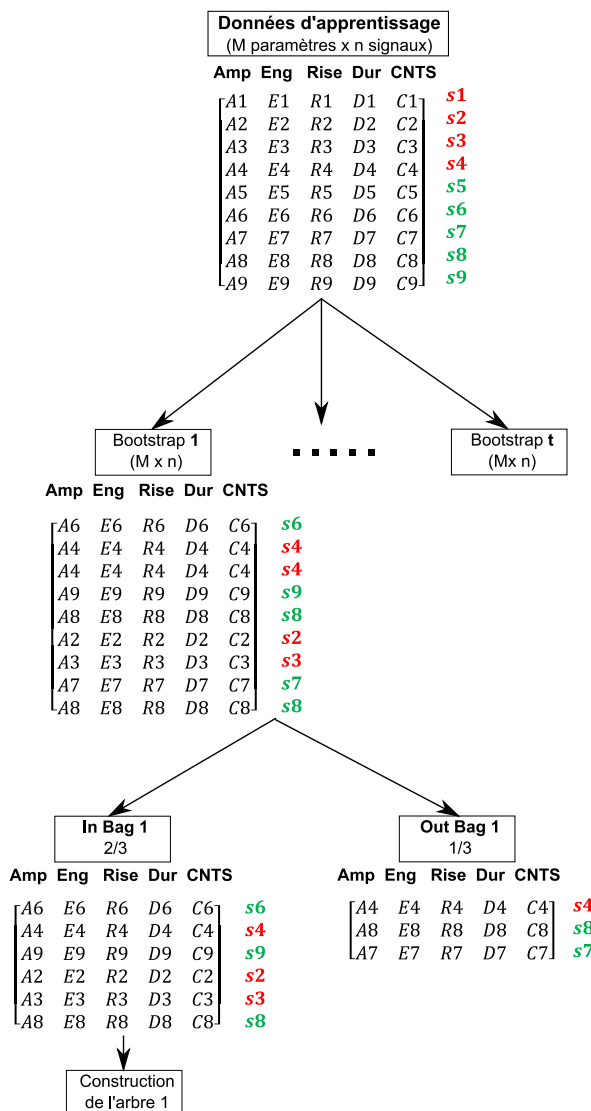 Données d'apprentissage
(M paramètres x n signaux)
Amp Eng Rise Dur CNTS
A1 E1 R1 D1 C1 s1
A2 E2 R2 D2 C2 s2
A3 E3 R3 D3 C3 s3
A4 E4 R4 D4 C4 s4
A5 E5 R5 D5 C5 s5
A6 E6 R6 D6 C6 s6
A7 E7 R7 D7 C7 s7
A8 E8 R8 D8 C8 s8
A9 E9 R9 D9 C9 s9
Bootstrap 1
(M x n)
Bootstrap t
(Mx n)
Amp Eng Rise Dur CNTS
A6 E6 R6 D6 C6 s6
A4 E4 R4 D4 C4 s4
A4 E4 R4 D4 C4 s4
A9 E9 R9 D9 C9 s9
A8 E8 R8 D8 C8 s8
A2 E2 R2 D2 C2 s2
A3 E3 R3 D3 C3 s3
A7 E7 R7 D7 C7 s7
A8 E8 R8 D8 C8 s8
In Bag 1
2/3
Amp Eng Rise Dur CNTS
A6 E6 R6 D6 C6 s6
A4 E4 R4 D4 C4 s4
A9 E9 R9 D9 C9 s9
A2 E2 R2 D2 C2 s2
A3 E3 R3 D3 C3 s3
A8 E8 R8 D8 C8 s8
Construction
de l'arbre 1
Out Bag 1
1/3
Amp Eng Rise Dur CNTS
A4 E4 R4 D4 C4 s4
A8 E8 R8 D8 C8 s8
A7 E7 R7 D7 C7 s7